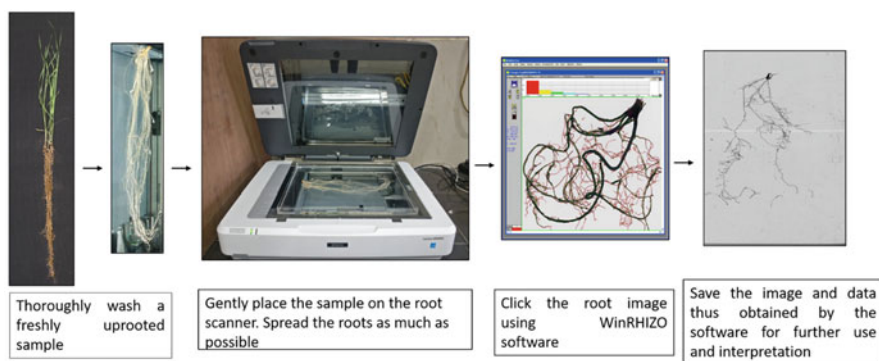 Thoroughly wash a
freshly uprooted
sample
Gently place the sample on the root
scanner. Spread the roots as much as
possible
Click the root image
using WinRHIZO
software
Save the image and data
thus obtained by the
software for further use
and interpretation